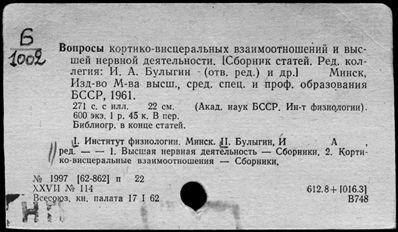 Б
1002
Вопросы кортико-висцеральных взаимоотношений и выс-
шей нервной деятельности. [Сборник статей. Ред. кол-
легия: И. А. Булыгин (отв. ред.) и др.] Минск,
Изд-во М-ва высш., сред. спец. и проф. образования
БССР, 1961.
271 с. с илл. 22 см. (Акад. наук БССР. Ин-т физиологии).
600 экз. 1 р. 45 к. В пер.
Библиогр. в конце статей.
I. Институт физиологии. Минск. II. Булыгин, И А ,
ред. — — 1. Высшая нервная деятельность — Сборники. 2. Корти-
ко-висцеральные взаимоотношения — Сборники.
№ 1997 [62-862] п 22
XXVII № 114 612.8+[016.3]
Всесоюз. кн. палата 17 I 62 В748